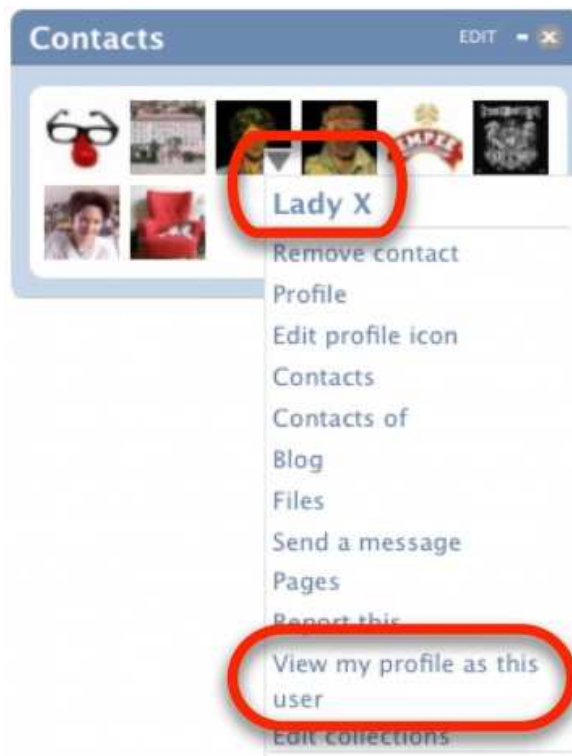 Contacts
EDIT
Lady X
Remove contact
Profile
Edit profile icon
Contacts
Contacts of
Blog
Files
Send a message
Pages
Report this
View my profile as this
user
Edit collections